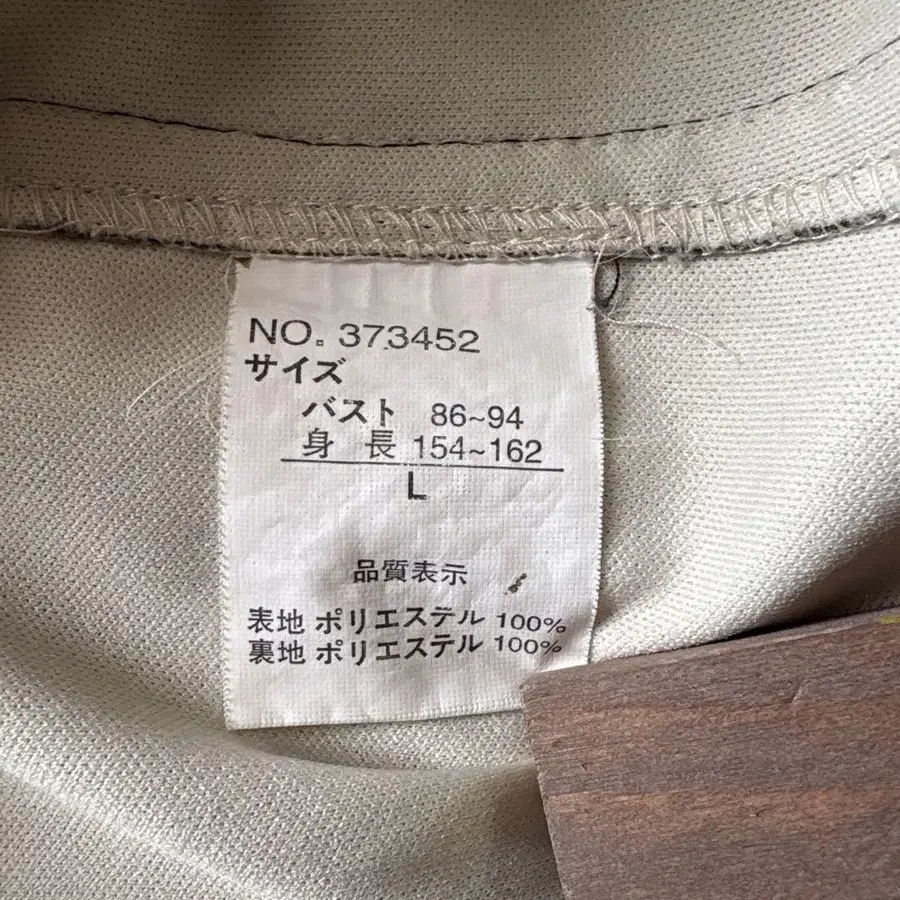 NO. 373452
サイズ
バスト 86~94
身 長 154~162
L
品質表示
表地 ポリエステル 100%
裏地 ポリエステル 100%